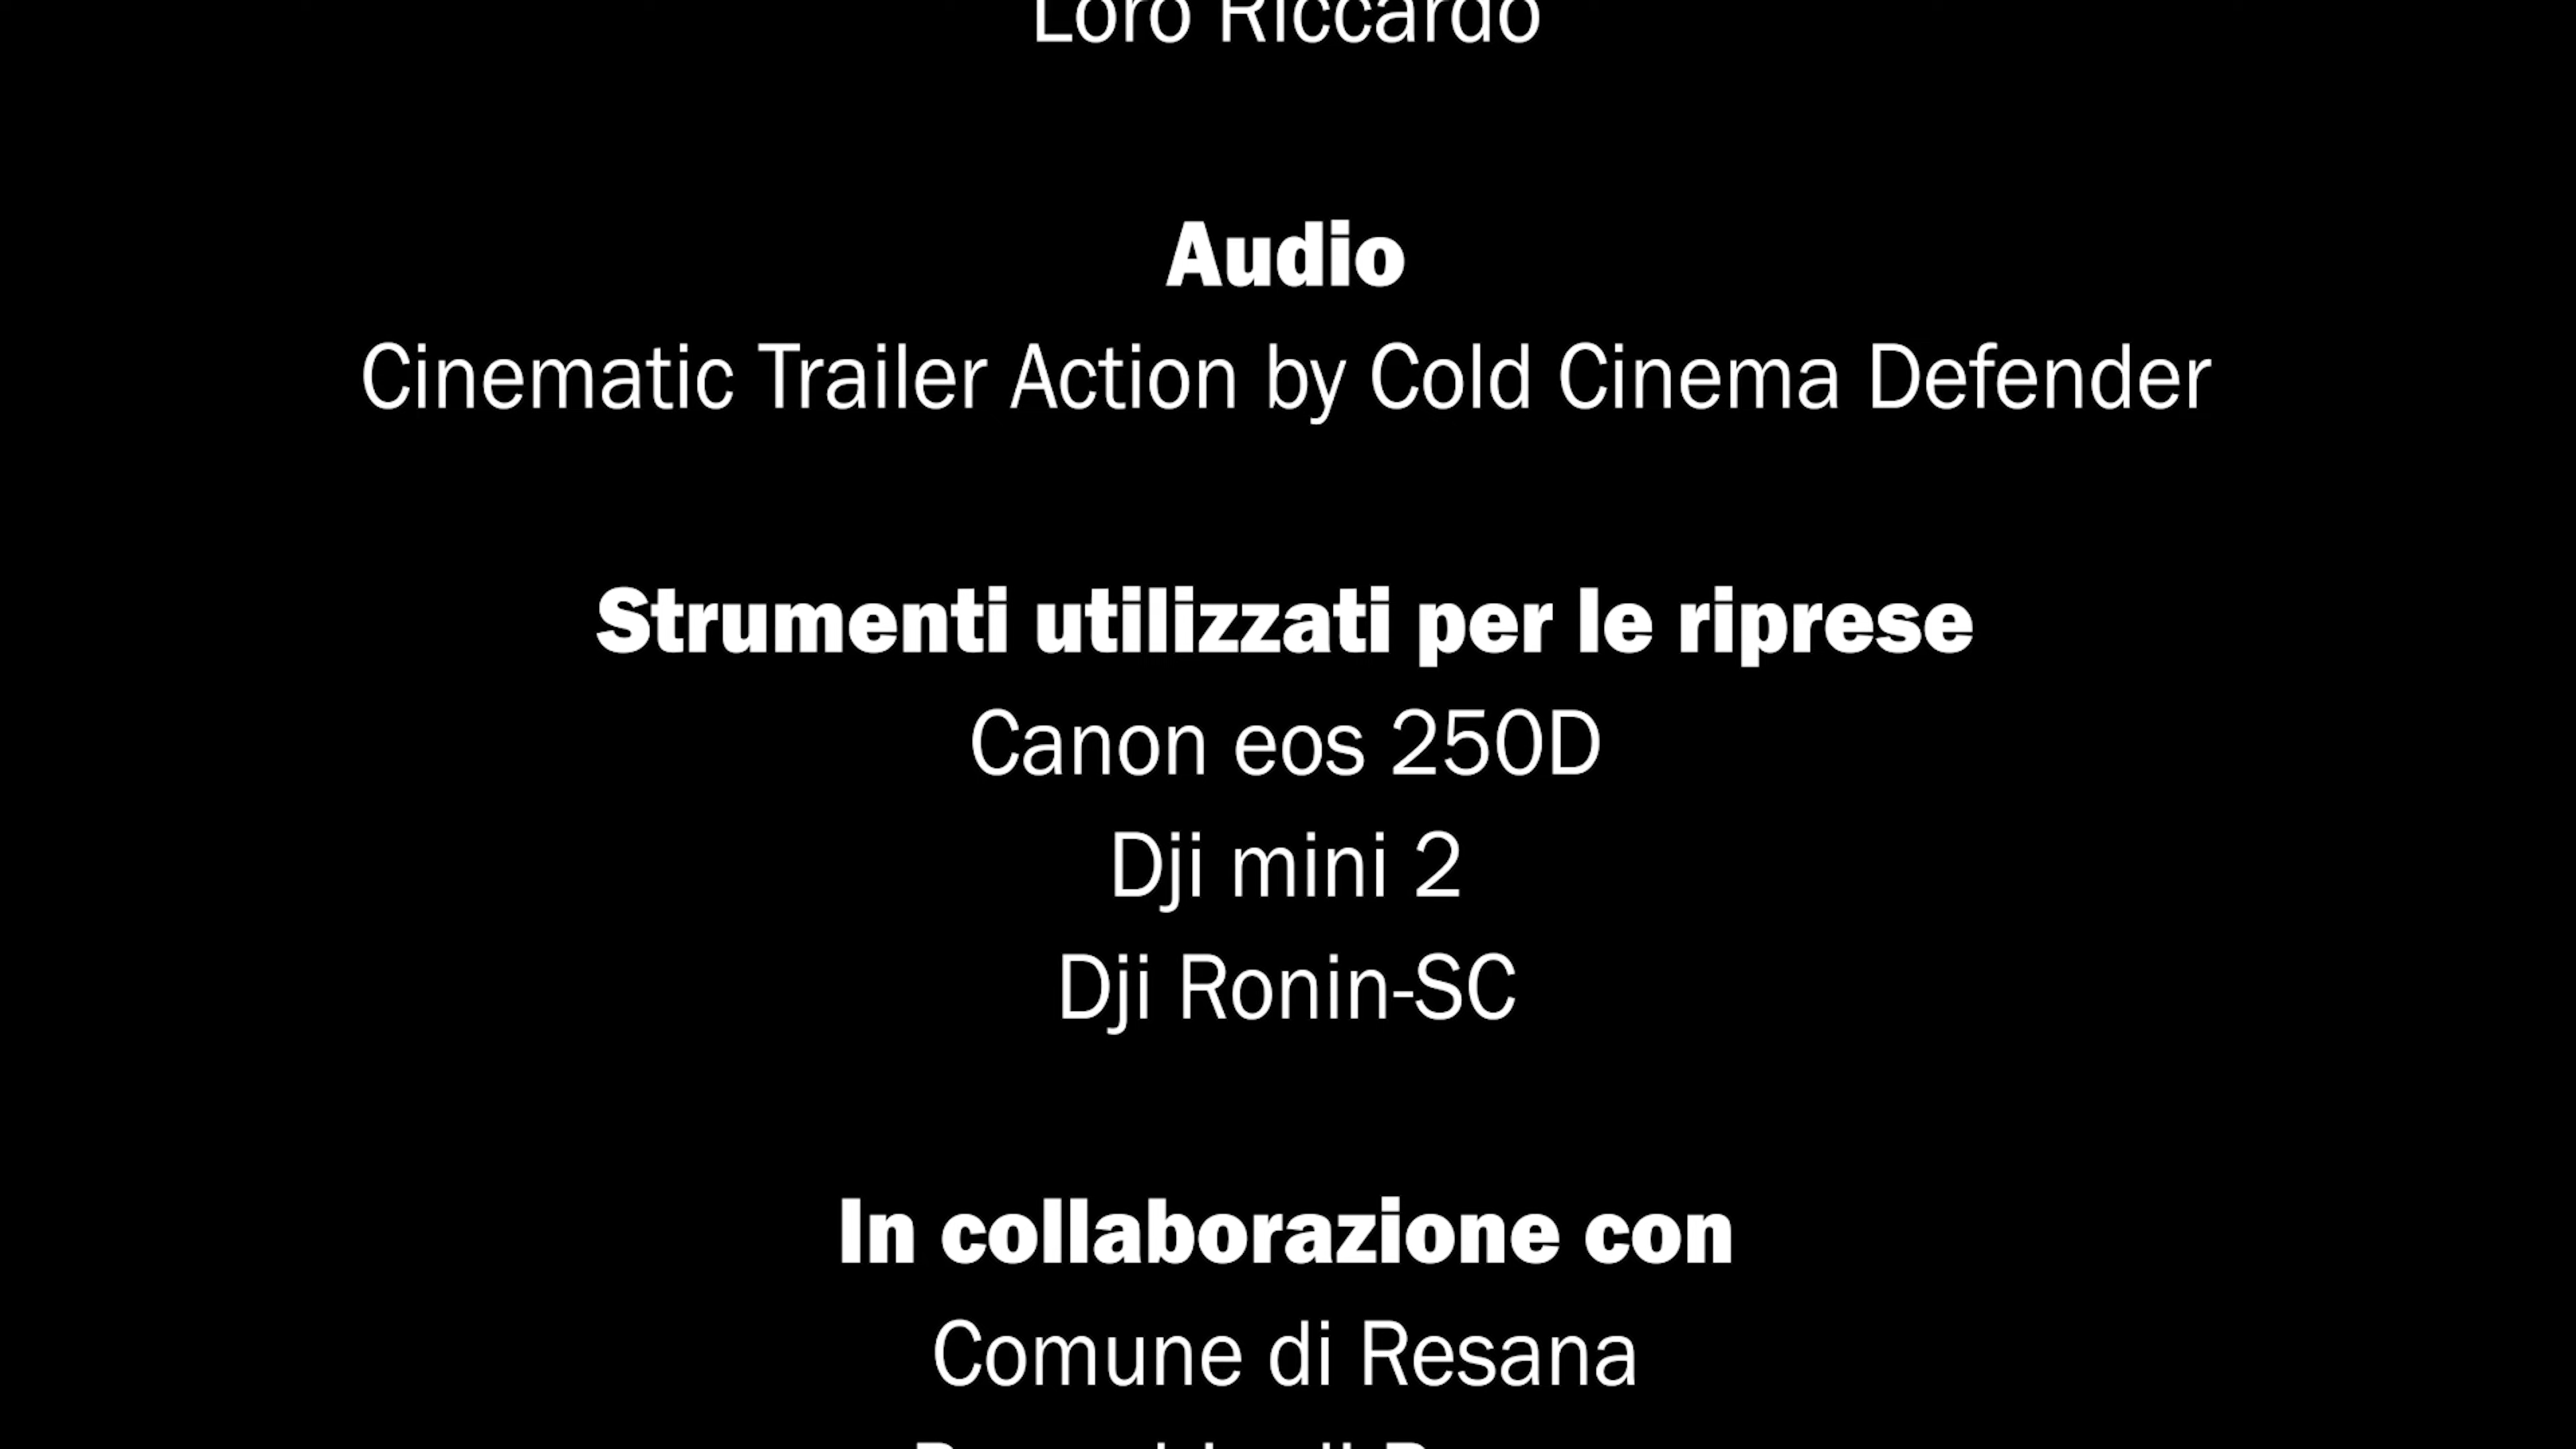 Loro Riccardo
Audio
Cinematic Trailer Action by Cold Cinema Defender
Strumenti utilizzati per le riprese
Canon eos 250D
Dji mini 2
Dji Ronin-SC
In collaborazione con
Comune di Resana